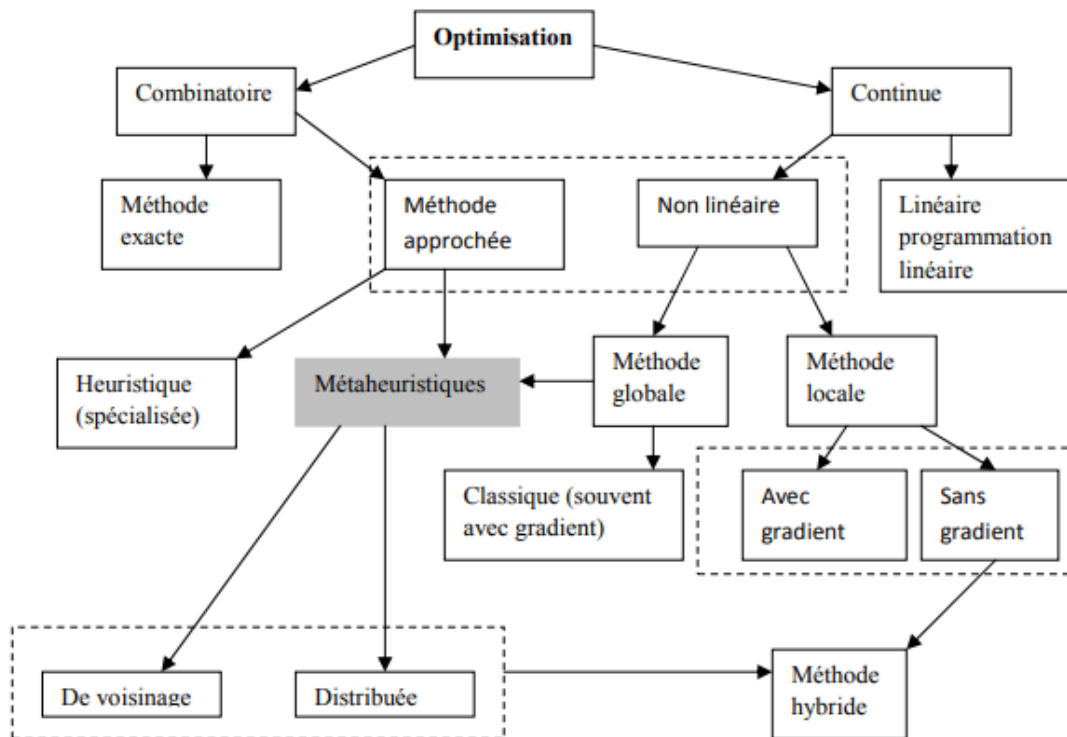 Optimisation
Combinatoire
Continue
Méthode
exacte
Méthode
approchée
Non linéaire
Linéaire
programmation
linéaire
Heuristique
(spécialisée)
Métaheuristiques
Méthode
globale
Méthode
locale
Classique (souvent
avec gradient)
Avec
gradient
Sans
gradient
De voisinage
Distribuée
Méthode
hybride